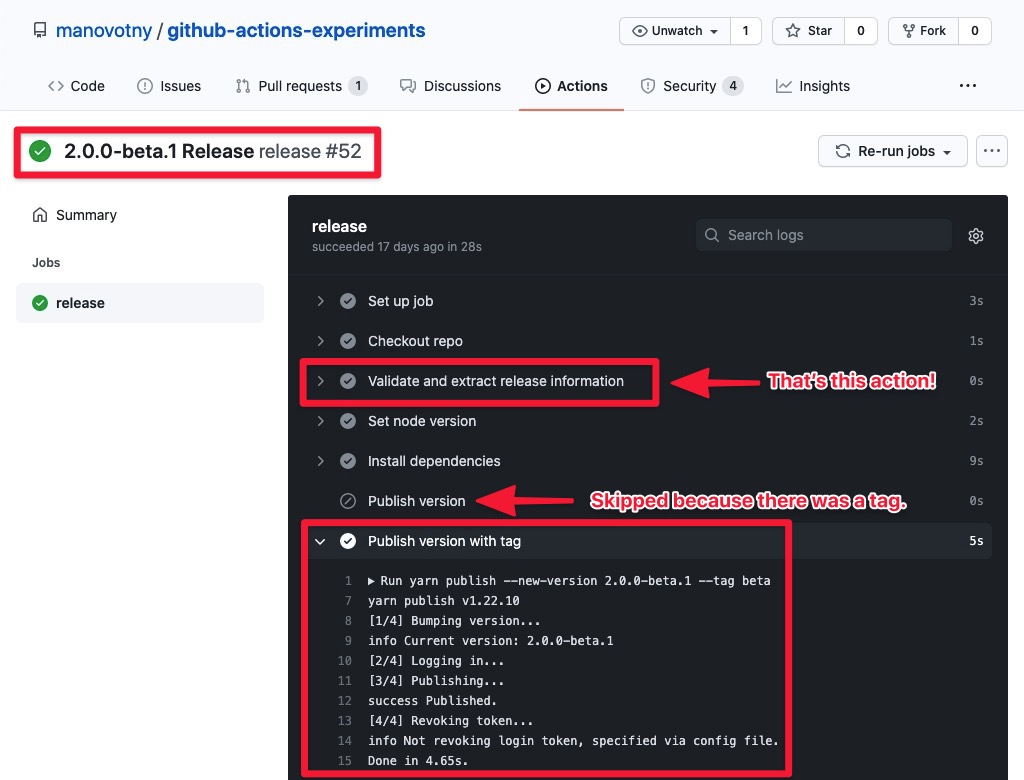 manovotny / github-actions-experiments
Unwatch 1
Star 0
Fork 0
Code
Issues
Pull requests 1
Discussions
Actions
Security 4
Insights
2.0.0-beta.1 Release release #52
Re-run jobs
Summary
Jobs
release
release
succeeded 17 days ago in 28s
Search logs
Set up job 3s
Checkout repo 1s
Validate and extract release information 0s
That's this action!
Set node version 2s
Install dependencies 9s
Publish version 0s
Skipped because there was a tag.
Publish version with tag 5s
1 Run yarn publish --new-version 2.0.0-beta.1 --tag beta
7 yarn publish v1.22.10
8 [1/4] Bumping version...
9 info Current version: 2.0.0-beta.1
10 [2/4] Logging in...
11 [3/4] Publishing...
12 success Published.
13 [4/4] Revoking token...
14 info Not revoking login token, specified via config file.
15 Done in 4.65s.